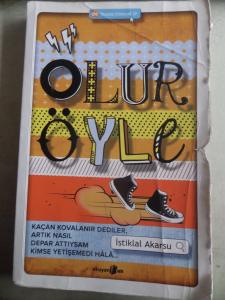 OLUR
ÖYLE
KAÇAN KOVALANIR DEDİLER,
ARTIK NASIL
DEPAR ATTIYSAM
KİMSE YETİŞEMEDİ HÂLÂ...
İstiklal Akarsu